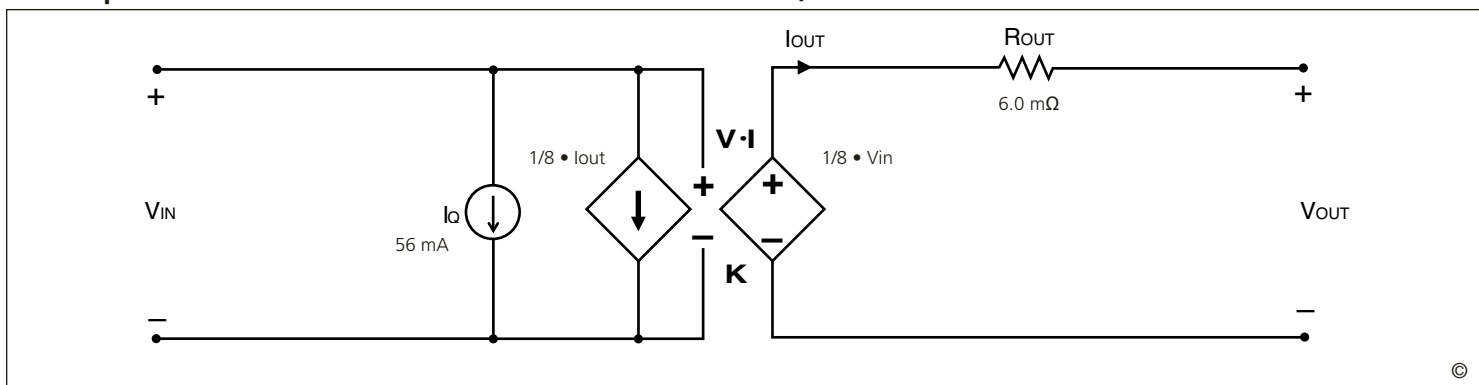 IOUT
ROUT
6.0 mΩ
+
+
V•I
1/8 • Iout
1/8 • Vin
+
+
VIN
IQ
56 mA
VOUT
–
–
K
–
–
©